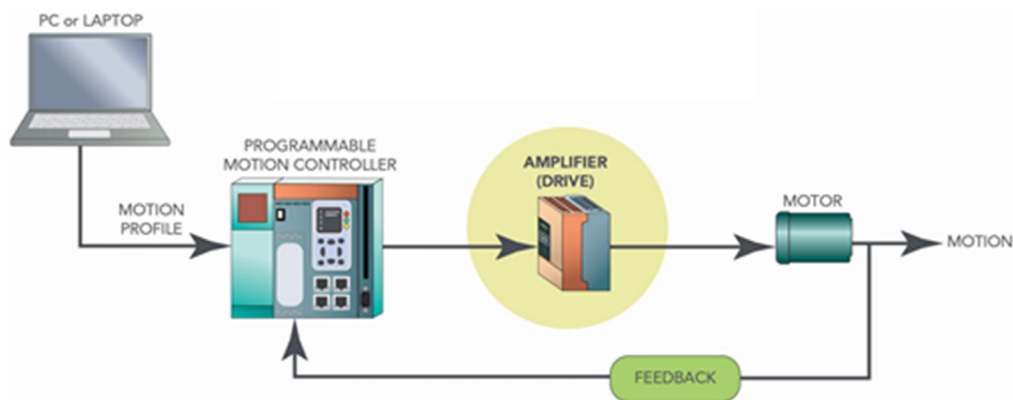 PC or LAPTOP
PROGRAMMABLE
MOTION CONTROLLER
AMPLIFIER
(DRIVE)
MOTOR
MOTION
PROFILE
MOTION
FEEDBACK